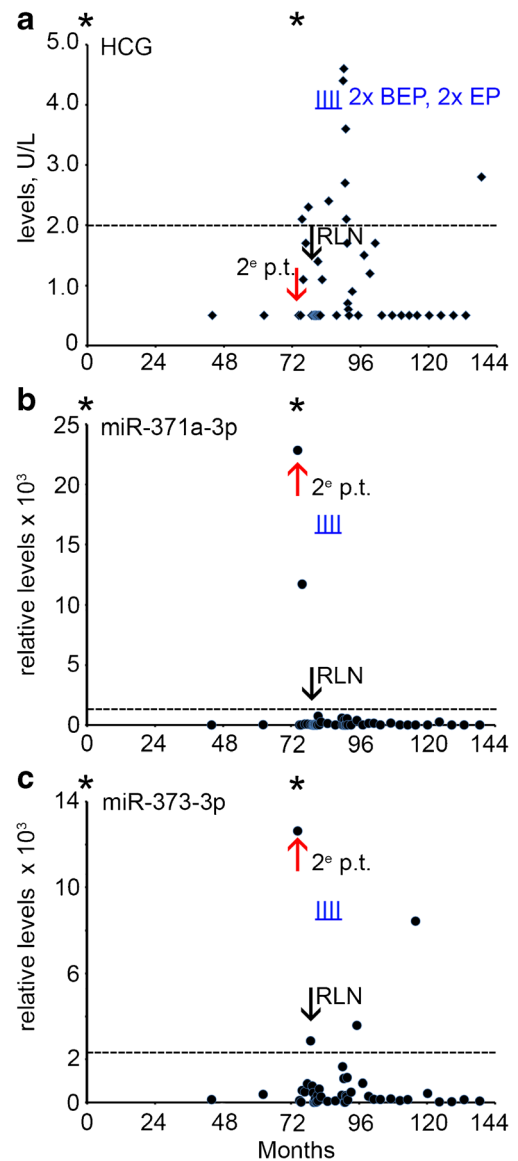 a
* *
HCG
levels, U/L
5.0
4.0
3.0
2.0
1.0
0
2x BEP, 2x EP
RLN
2ᵉ p.t.
0 24 48 72 96 120 144
b
* *
miR-371a-3p
relative levels x 10³
25
20
15
10
5
0
2ᵉ p.t.
RLN
0 24 48 72 96 120 144
c
* *
miR-373-3p
relative levels x 10³
14
10
6
2
0
2ᵉ p.t.
RLN
0 24 48 72 96 120 144
Months